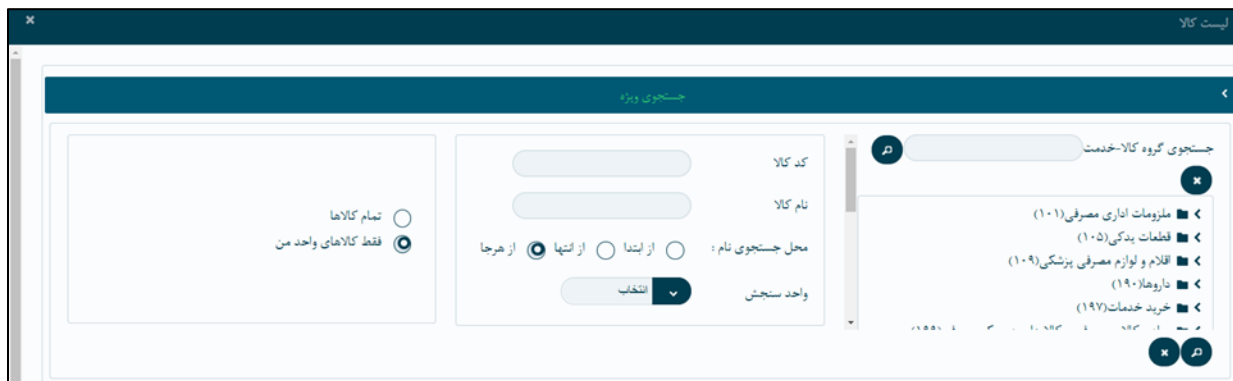 لیست کالا
جستجوی ویژه
جستجوی گروه کالا-خدمت
ملزومات اداری مصرفی(۱۰۱)
قطعات یدکی(۱۰۵)
اقلام و لوازم مصرفی پزشکی(۱۰۹)
داروها(۱۹۰)
خرید خدمات(۱۹۷)
کد کالا
نام کالا
محل جستجوی نام : از ابتدا از انتها از هرجا
واحد سنجش انتخاب
تمام کالاها
فقط کالاهای واحد من